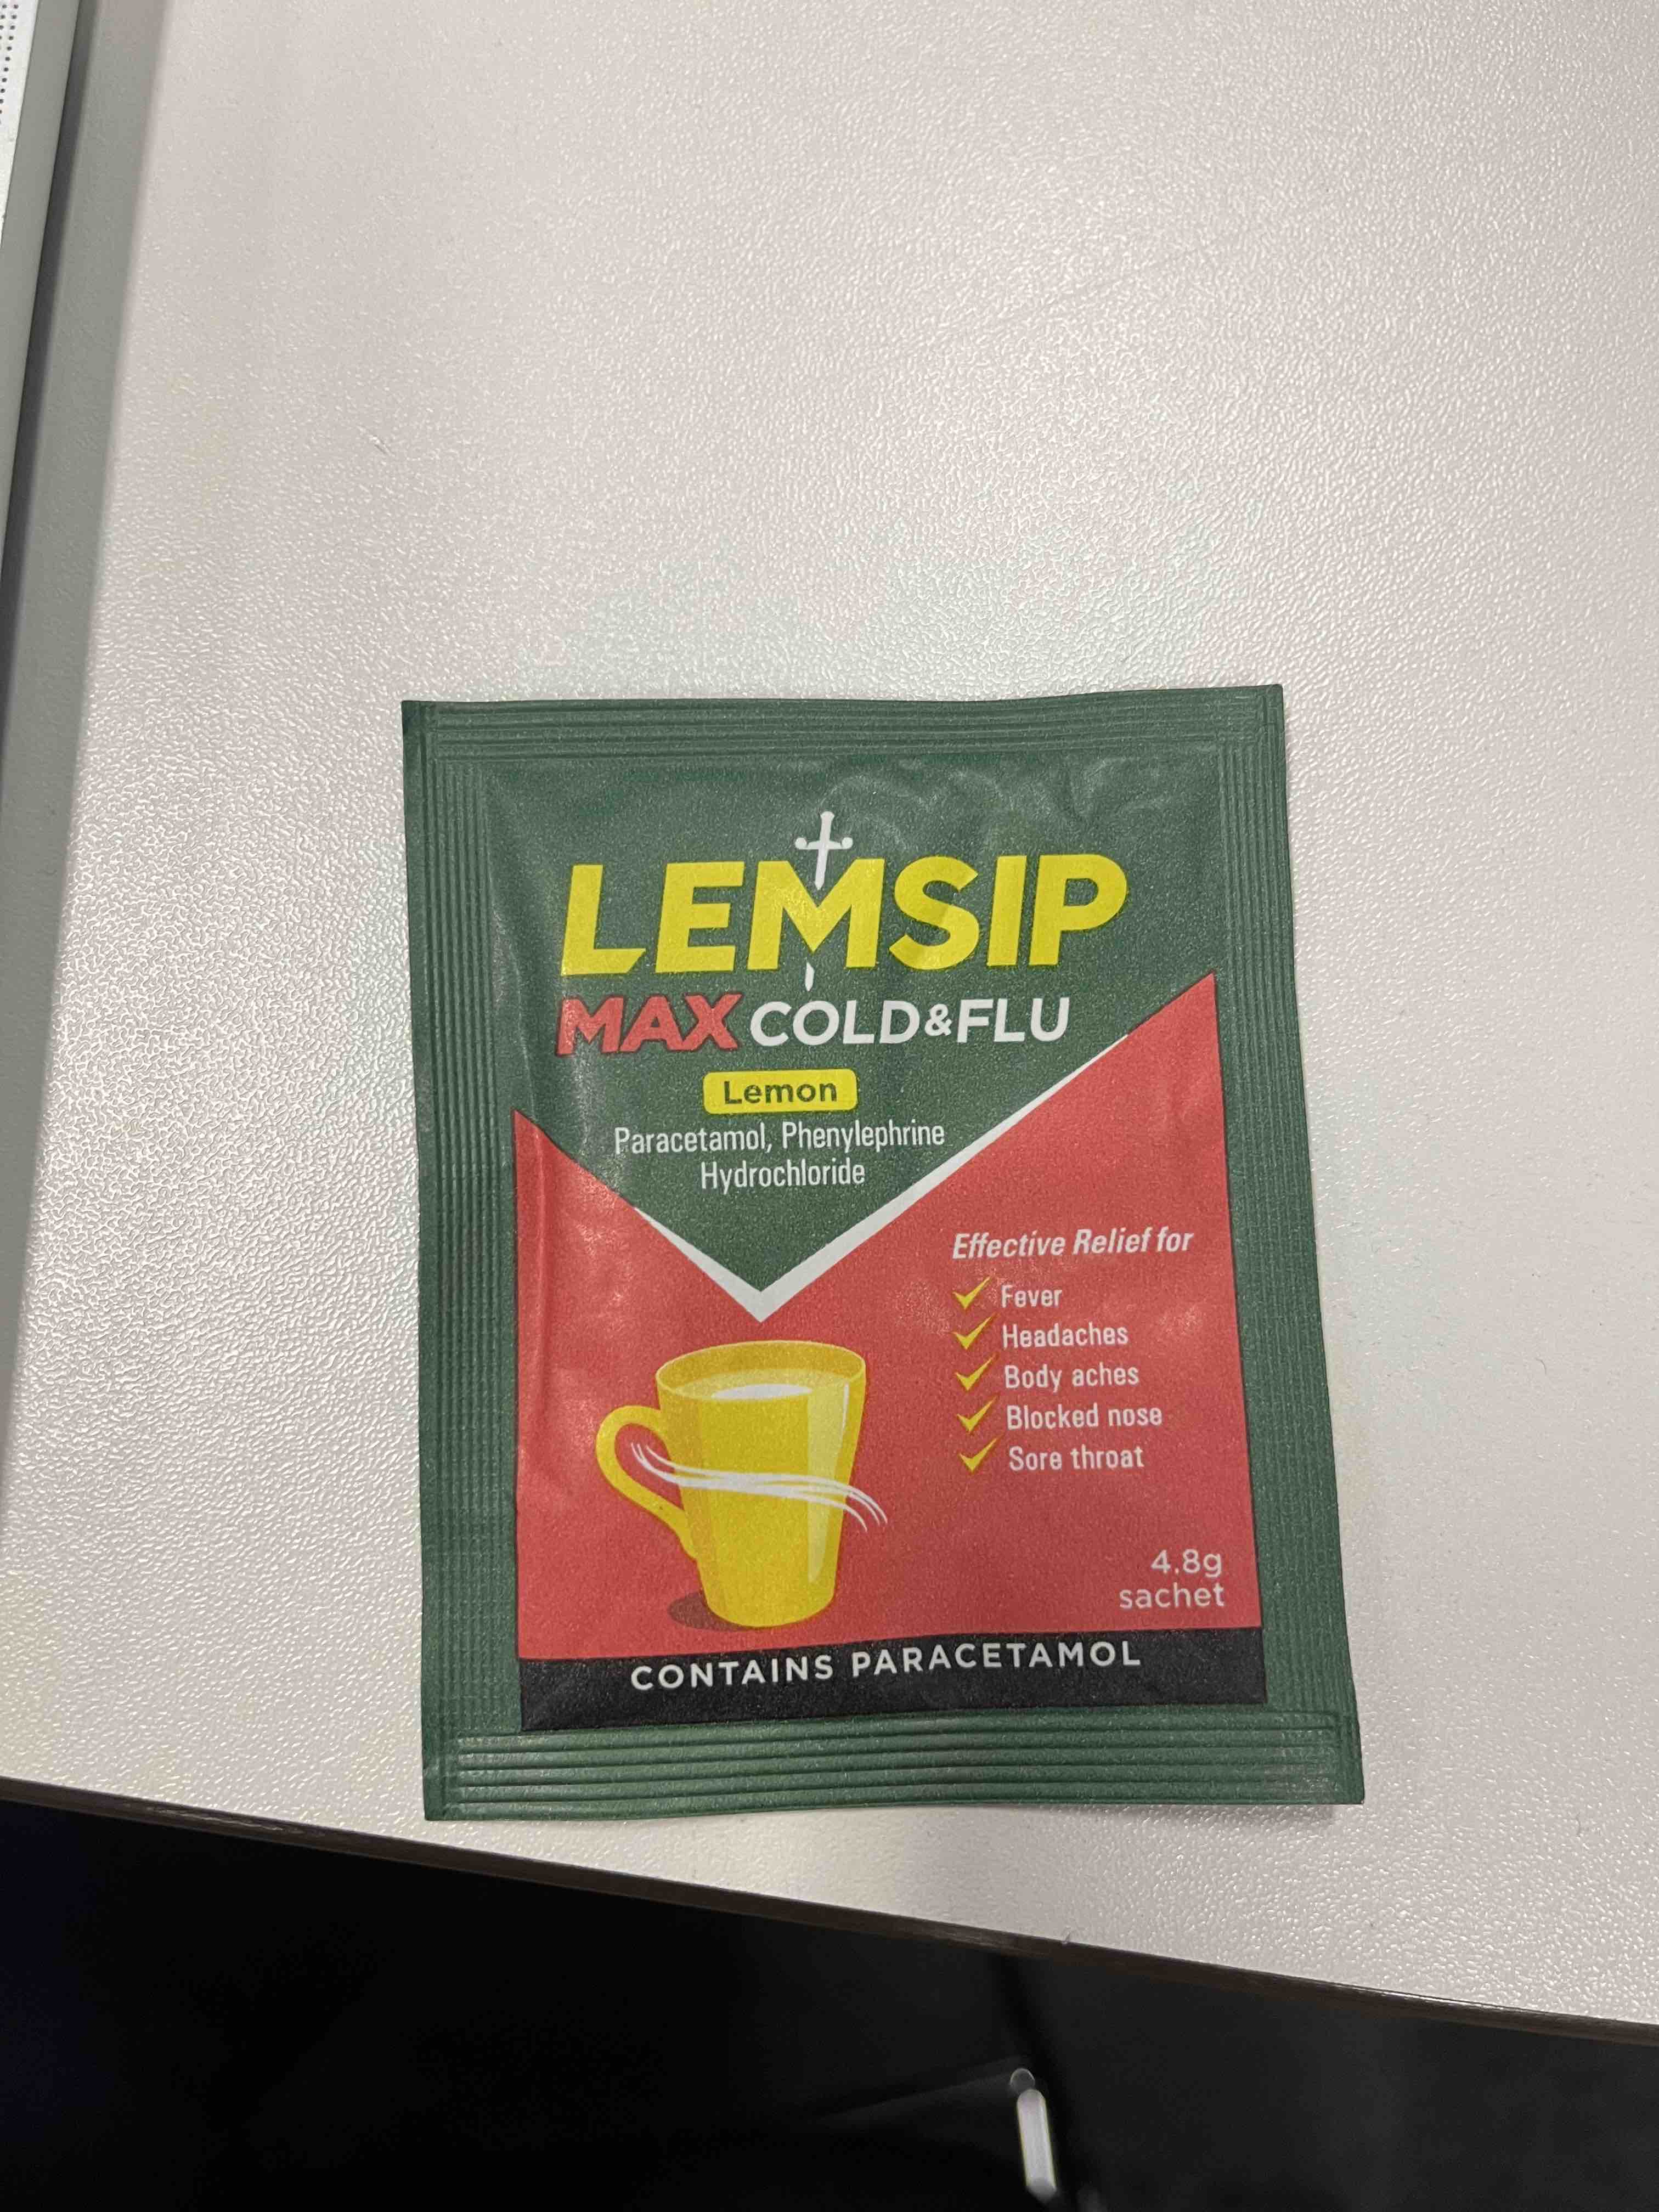 LEMSIP
MAX COLD&FLU
Lemon
Paracetamol, Phenylephrine
Hydrochloride
Effective Relief for
Fever
Headaches
Body aches
Blocked nose
Sore throat
4.8g
sachet
CONTAINS PARACETAMOL